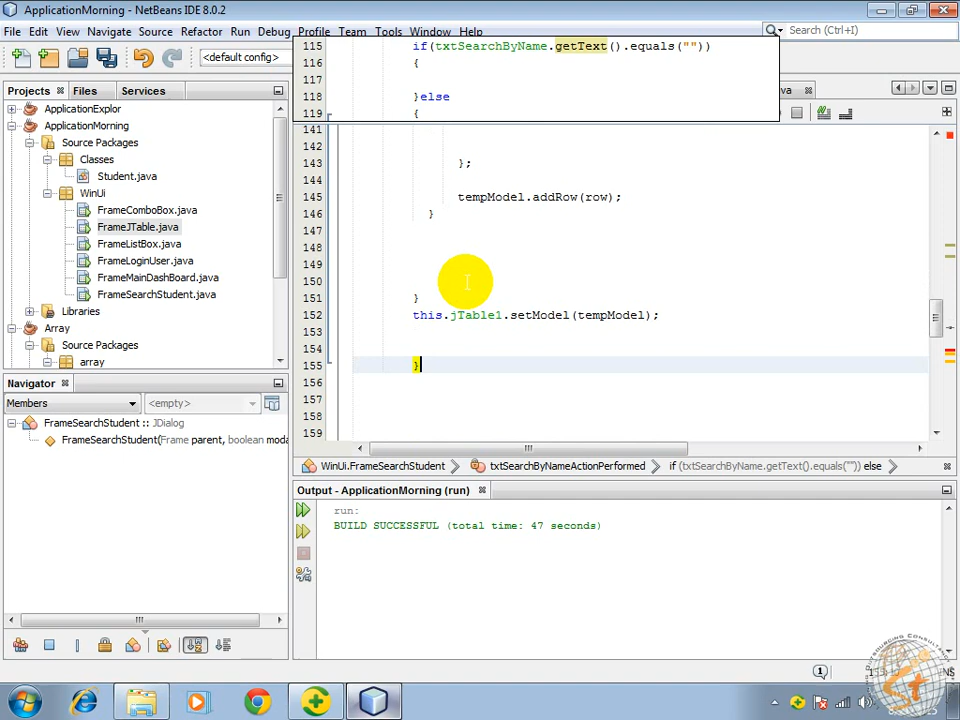 ApplicationMorning - NetBeans IDE 8.0.2
File Edit View Navigate Source Refactor Run Debug Profile Team Tools Window Help
Search (Ctrl+I)
<default config>
115 if(txtSearchByName.getText().equals(""))
116 {
117
118 }else
119 {
Projects Files Services
ApplicationExplor
ApplicationMorning
Source Packages
Classes
Student.java
WinUi
FrameComboBox.java
FrameJTable.java
FrameListBox.java
FrameLoginUser.java
FrameMainDashBoard.java
FrameSearchStudent.java
Libraries
Array
Source Packages
array
141
142
143 };
144
145 tempModel.addRow(row);
146 }
147
148
149
150
151 }
152 this.jTable1.setModel(tempModel);
153
154
155 }
156
157
158
159
Navigator
Members <empty>
FrameSearchStudent :: JDialog
FrameSearchStudent(Frame parent, boolean moda
WinUi.FrameSearchStudent txtSearchByNameActionPerformed if (txtSearchByName.getText().equals("")) else
Output - ApplicationMorning (run)
run:
BUILD SUCCESSFUL (total time: 47 seconds)